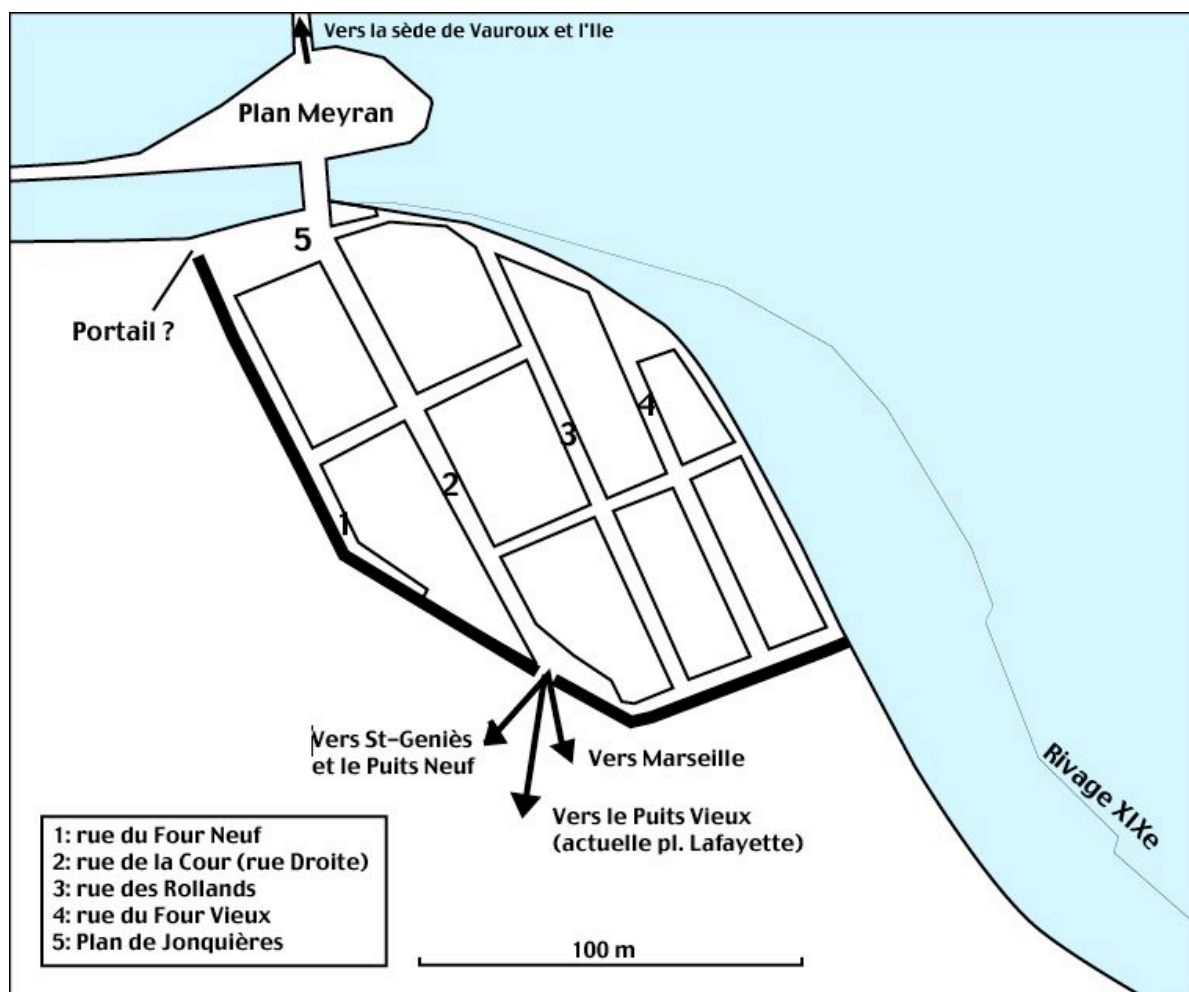 Vers la sède de Vauroux et l'Ile
Plan Meyran
5
Portail ?
4
3
2
1
Vers St-Geniès
et le Puits Neuf
Vers Marseille
Vers le Puits Vieux
(actuelle pl. Lafayette)
Rivage XIXe
1: rue du Four Neuf
2: rue de la Cour (rue Droite)
3: rue des Rollands
4: rue du Four Vieux
5: Plan de Jonquières
100 m